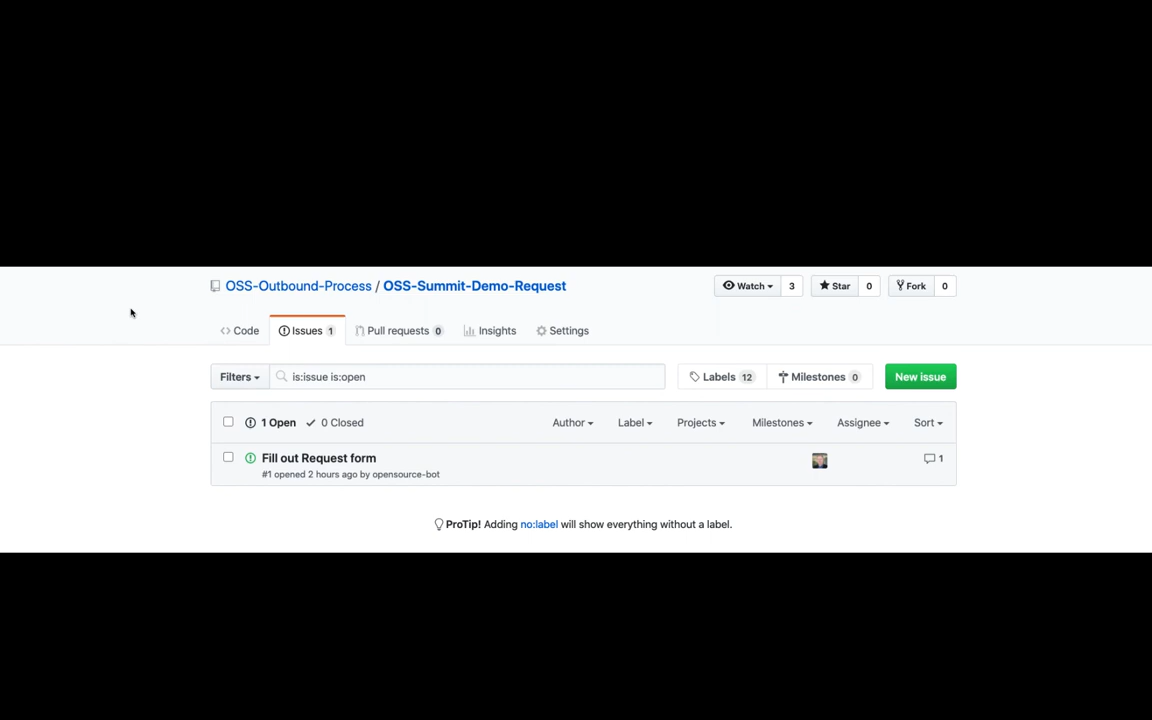 OSS-Outbound-Process / OSS-Summit-Demo-Request
Watch 3 Star 0 Fork 0
Code Issues 1 Pull requests 0 Insights Settings
Filters is:issue is:open Labels 12 Milestones 0 New issue
1 Open 0 Closed Author Label Projects Milestones Assignee Sort
Fill out Request form 1
#1 opened 2 hours ago by opensource-bot
ProTip! Adding no:label will show everything without a label.